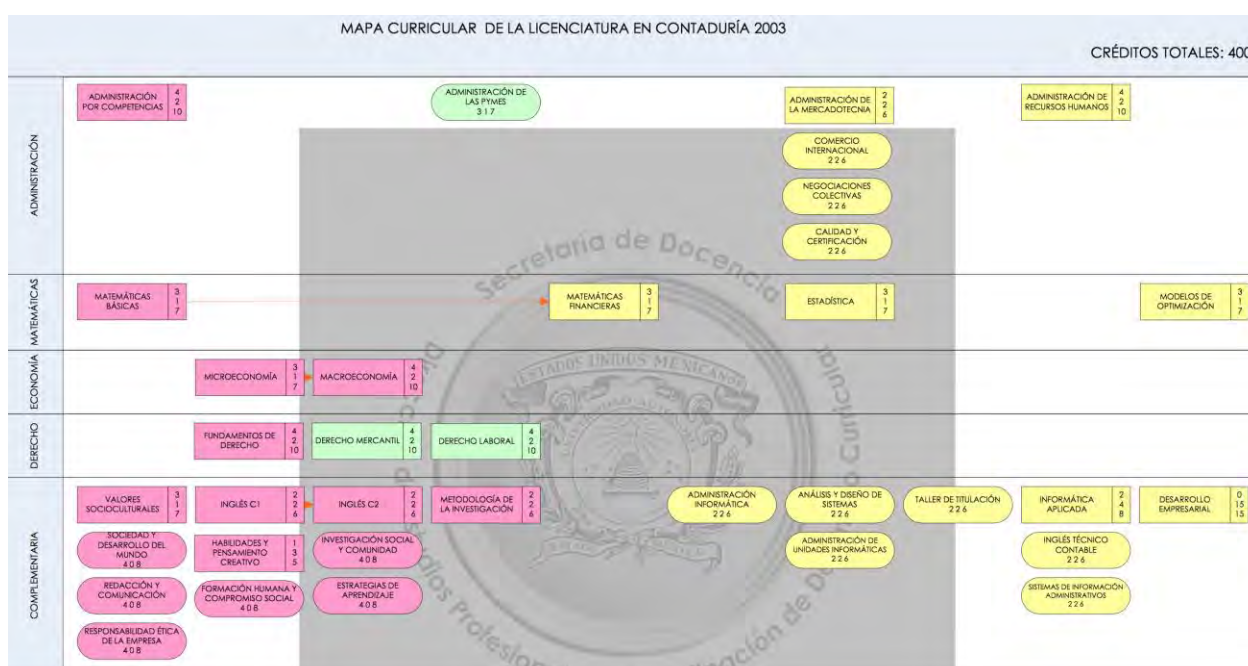 MAPA CURRICULAR DE LA LICENCIATURA EN CONTADURÍA 2003
CRÉDITOS TOTALES: 400
ADMINISTRACIÓN
ADMINISTRACIÓN
POR COMPETENCIAS
4
2
10
ADMINISTRACIÓN DE
LAS PYMES
3 1 7
ADMINISTRACIÓN DE
LA MERCADOTECNIA
2
2
6
ADMINISTRACIÓN DE
RECURSOS HUMANOS
4
2
10
COMERCIO
INTERNACIONAL
2 2 6
NEGOCIACIONES
COLECTIVAS
2 2 6
CALIDAD Y
CERTIFICACIÓN
2 2 6
MATEMÁTICAS
MATEMÁTICAS
BÁSICAS
3
1
7
MATEMÁTICAS
FINANCIERAS
3
1
7
ESTADÍSTICA
3
1
7
MODELOS DE
OPTIMIZACIÓN
3
1
7
ECONOMÍA
MICROECONOMÍA
3
1
7
MACROECONOMÍA
4
2
10
DERECHO
FUNDAMENTOS DE
DERECHO
4
2
10
DERECHO MERCANTIL
4
2
10
DERECHO LABORAL
4
2
10
COMPLEMENTARIA
VALORES
SOCIOCULTURALES
3
1
7
INGLÉS C1
2
2
6
INGLÉS C2
2
2
6
METODOLOGÍA DE
LA INVESTIGACIÓN
2
2
6
ADMINISTRACIÓN
INFORMÁTICA
2 2 6
ANÁLISIS Y DISEÑO DE
SISTEMAS
2 2 6
TALLER DE TITULACIÓN
2 2 6
INFORMÁTICA
APLICADA
2
4
8
DESARROLLO
EMPRESARIAL
0
15
15
SOCIEDAD Y
DESARROLLO DEL
MUNDO
4 0 8
HABILIDADES Y
PENSAMIENTO
CREATIVO
1
3
5
INVESTIGACIÓN SOCIAL
Y COMUNIDAD
4 0 8
ADMINISTRACIÓN DE
UNIDADES INFORMÁTICAS
2 2 6
INGLÉS TÉCNICO
CONTABLE
2 2 6
REDACCIÓN Y
COMUNICACIÓN
4 0 8
FORMACIÓN HUMANA Y
COMPROMISO SOCIAL
4 0 8
ESTRATEGIAS DE
APRENDIZAJE
4 0 8
SISTEMAS DE INFORMACIÓN
ADMINISTRATIVOS
2 2 6
RESPONSABILIDAD ÉTICA
DE LA EMPRESA
4 0 8
Secretaria de Docencia
ESTADOS UNIDOS MEXICANOS